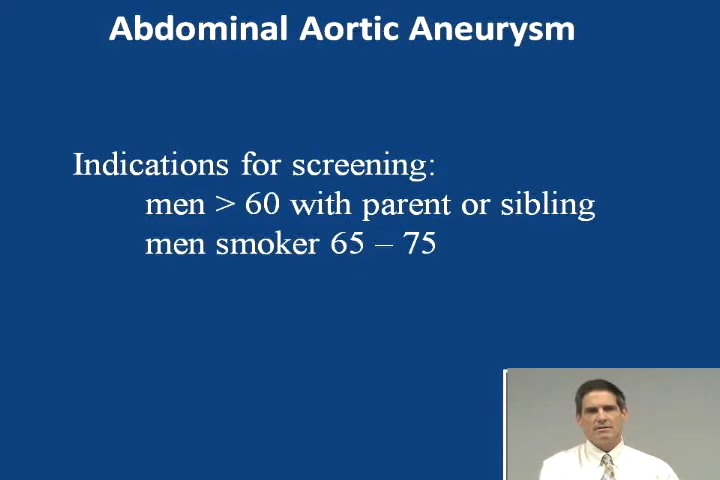 Abdominal Aortic Aneurysm
Indications for screening:
men > 60 with parent or sibling
men smoker 65 – 75